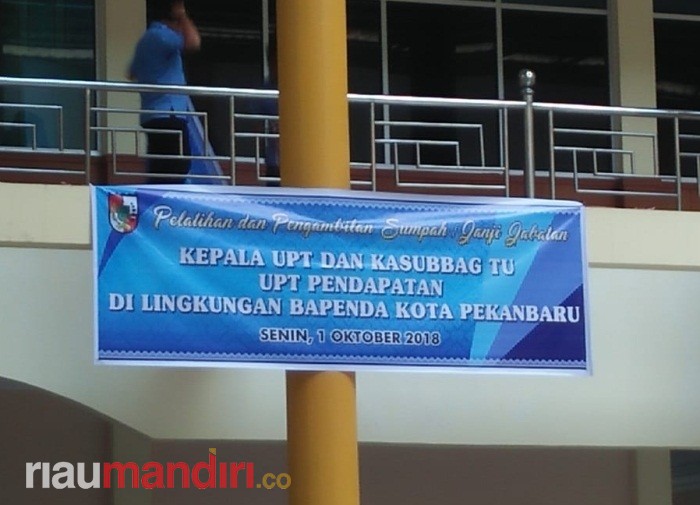 Pelatihan dan Pengambilan Sumpah / Janji Jabatan
KEPALA UPT DAN KASUBBAG TU
UPT PENDAPATAN
DI LINGKUNGAN BAPENDA KOTA PEKANBARU
SENIN, 1 OKTOBER 2018
riaumandiri.co